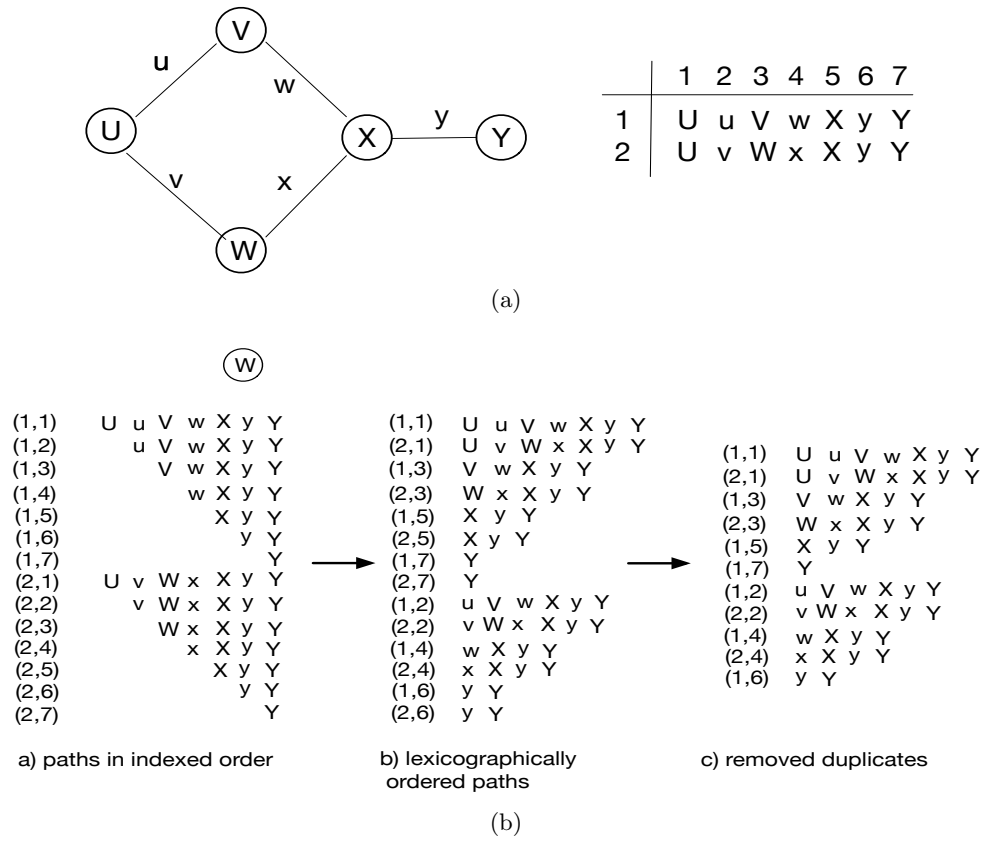 V
u
w
U
X
y
Y
v
x
W
1 2 3 4 5 6 7
1 U u V w X y Y
2 U v W x X y Y
(a)
w
(1,1) U u V w X y Y
(1,2) u V w X y Y
(1,3) V w X y Y
(1,4) w X y Y
(1,5) X y Y
(1,6) y Y
(1,7) Y
(2,1) U v W x X y Y
(2,2) v W x X y Y
(2,3) W x X y Y
(2,4) x X y Y
(2,5) X y Y
(2,6) y Y
(2,7) Y
a) paths in indexed order
(1,1) U u V w X y Y
(2,1) U v W x X y Y
(1,3) V w X y Y
(2,3) W x X y Y
(1,5) X y Y
(2,5) X y Y
(1,7) Y
(2,7) Y
(1,2) u V w X y Y
(2,2) v W x X y Y
(1,4) w X y Y
(2,4) x X y Y
(1,6) y Y
(2,6) y Y
b) lexicographically
ordered paths
(1,1) U u V w X y Y
(2,1) U v W x X y Y
(1,3) V w X y Y
(2,3) W x X y Y
(1,5) X y Y
(1,7) Y
(1,2) u V w X y Y
(2,2) v W x X y Y
(1,4) w X y Y
(2,4) x X y Y
(1,6) y Y
c) removed duplicates
(b)